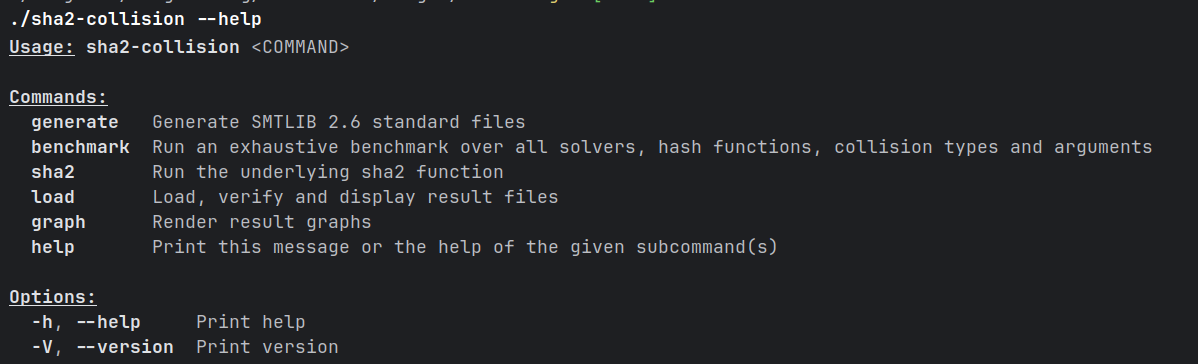 ./sha2-collision --help
Usage: sha2-collision <COMMAND>
Commands:
generate Generate SMTLIB 2.6 standard files
benchmark Run an exhaustive benchmark over all solvers, hash functions, collision types and arguments
sha2 Run the underlying sha2 function
load Load, verify and display result files
graph Render result graphs
help Print this message or the help of the given subcommand(s)
Options:
-h, --help Print help
-V, --version Print version